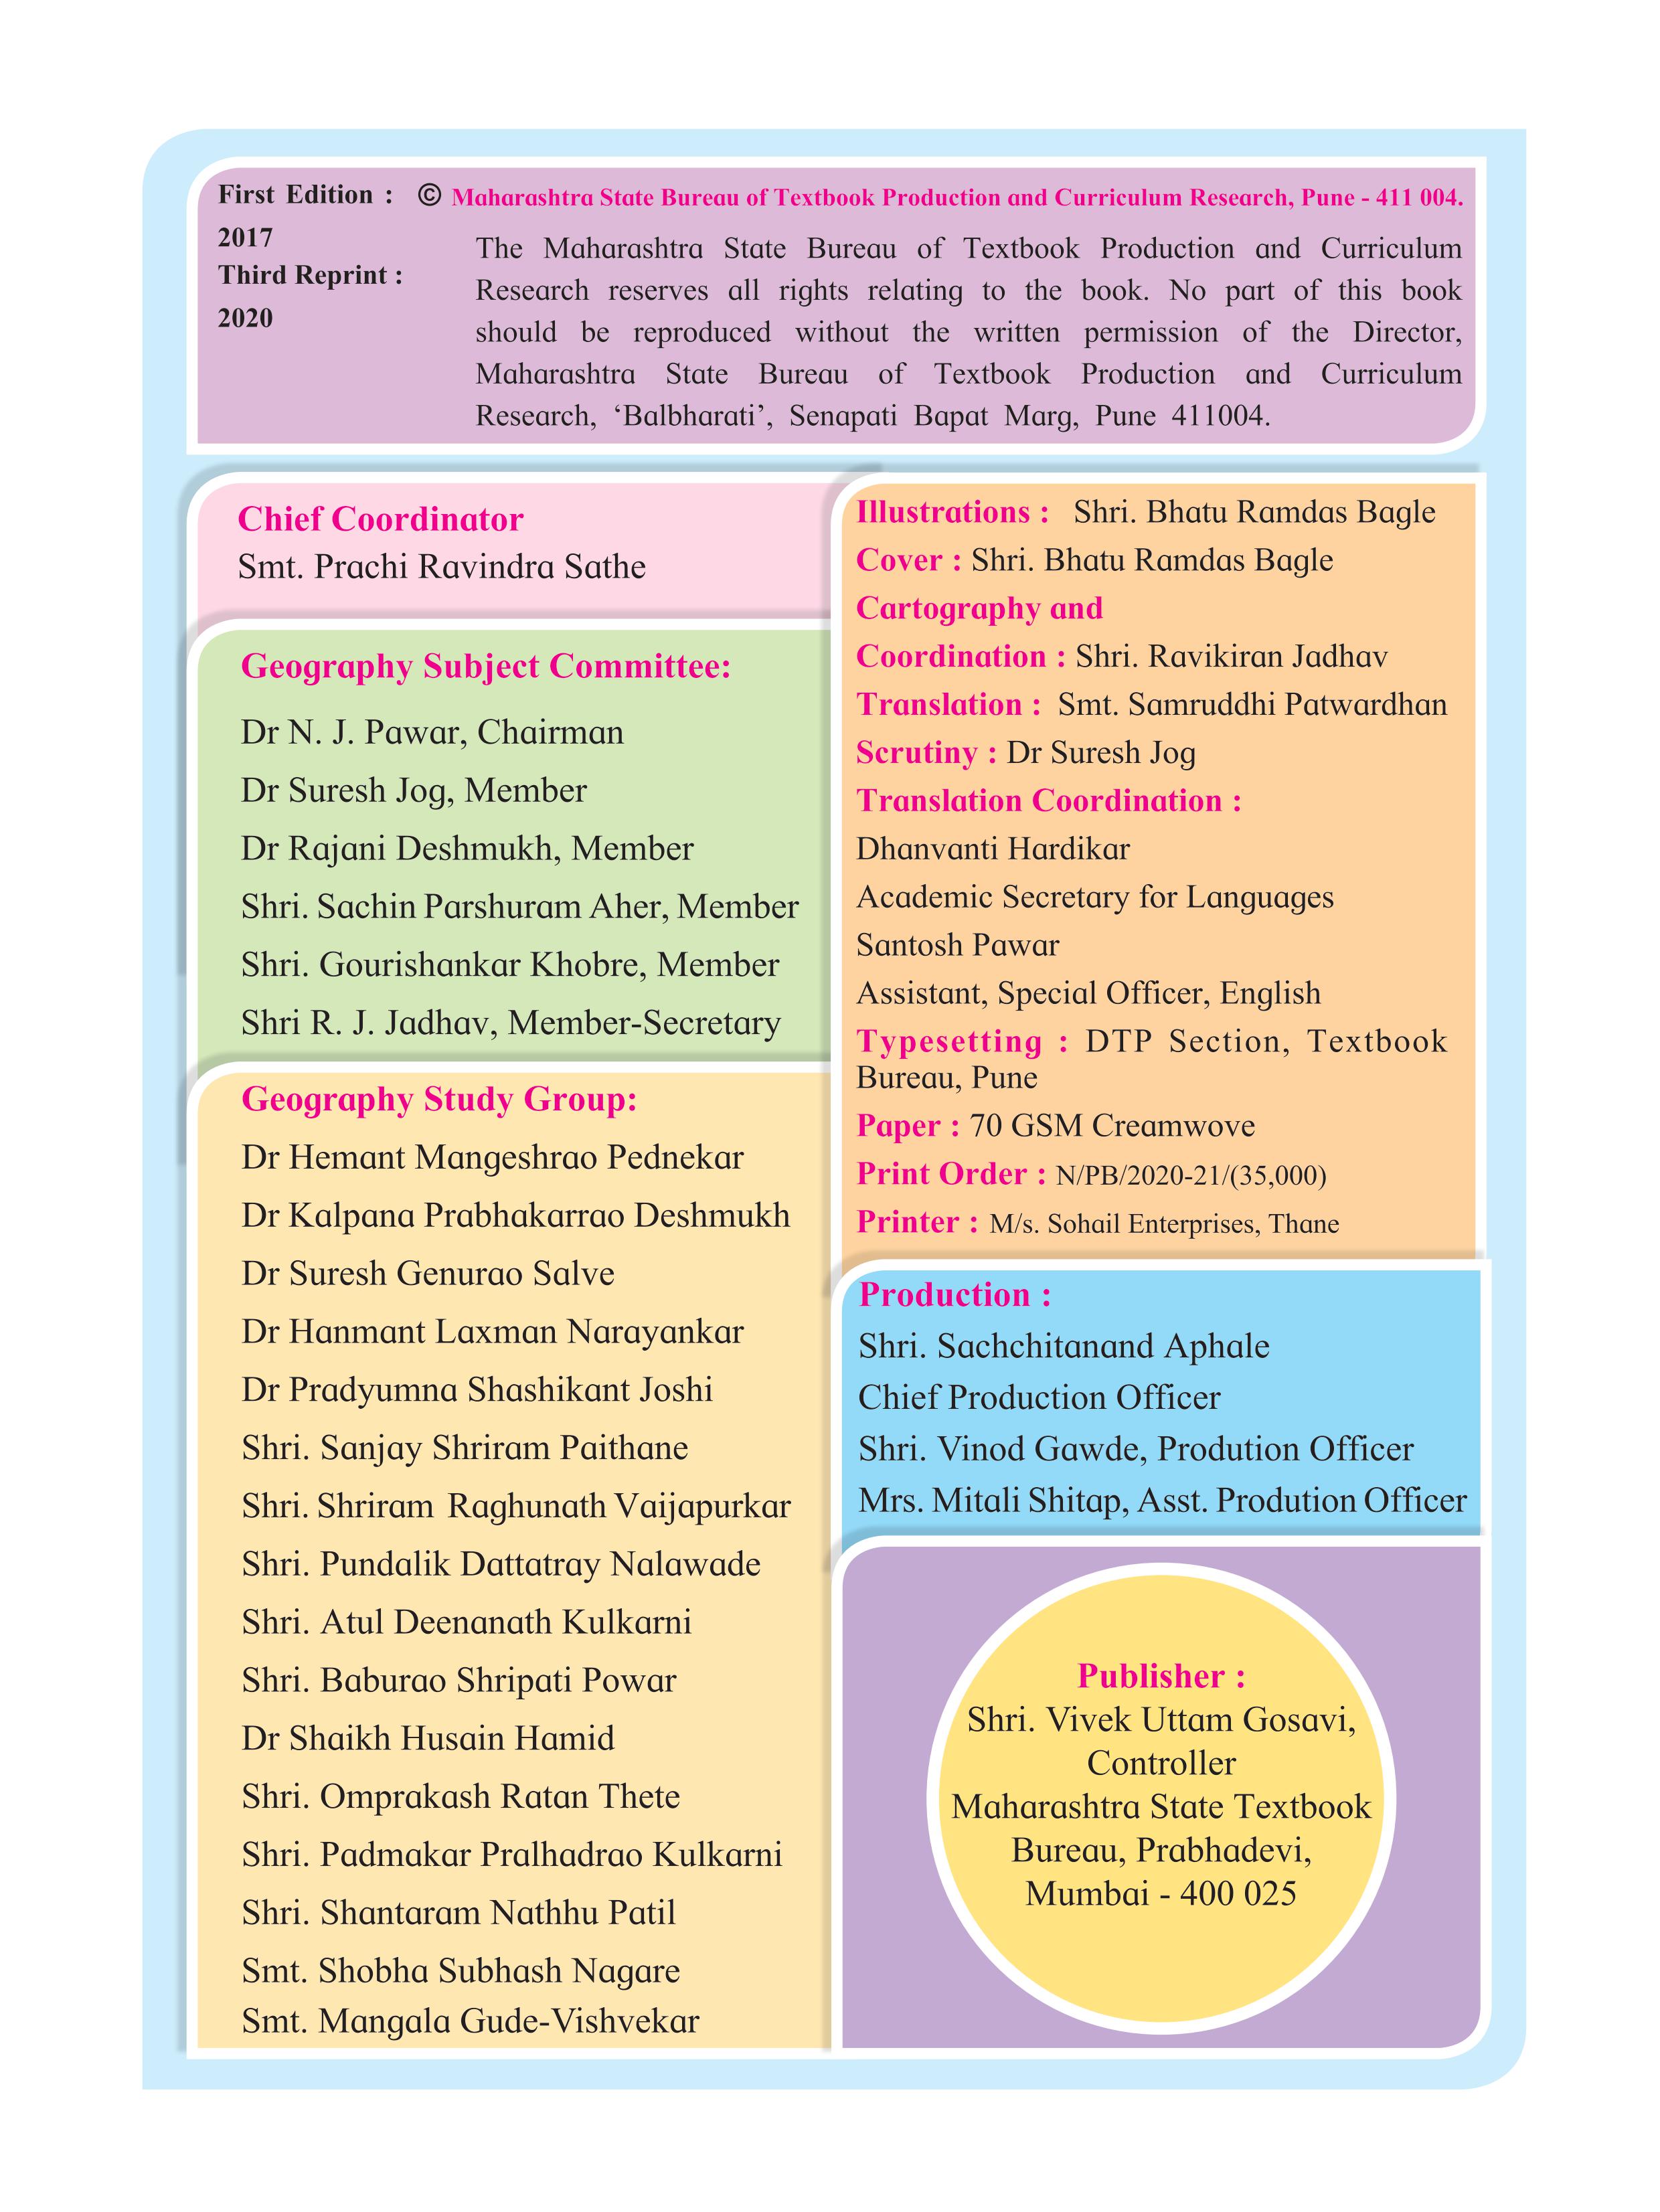 First Edition :
2017
Third Reprint :
2020
© Maharashtra State Bureau of Textbook Production and Curriculum Research, Pune - 411 004.
The Maharashtra State Bureau of Textbook Production and Curriculum
Research reserves all rights relating to the book. No part of this book
should be reproduced without the written permission of the Director,
Maharashtra State Bureau of Textbook Production and Curriculum
Research, ‘Balbharati’, Senapati Bapat Marg, Pune 411004.
Chief Coordinator
Smt. Prachi Ravindra Sathe
Geography Subject Committee:
Dr N. J. Pawar, Chairman
Dr Suresh Jog, Member
Dr Rajani Deshmukh, Member
Shri. Sachin Parshuram Aher, Member
Shri. Gourishankar Khobre, Member
Shri R. J. Jadhav, Member-Secretary
Geography Study Group:
Dr Hemant Mangeshrao Pednekar
Dr Kalpana Prabhakarrao Deshmukh
Dr Suresh Genurao Salve
Dr Hanmant Laxman Narayankar
Dr Pradyumna Shashikant Joshi
Shri. Sanjay Shriram Paithane
Shri. Shriram Raghunath Vaijapurkar
Shri. Pundalik Dattatray Nalawade
Shri. Atul Deenanath Kulkarni
Shri. Baburao Shripati Powar
Dr Shaikh Husain Hamid
Shri. Omprakash Ratan Thete
Shri. Padmakar Pralhadrao Kulkarni
Shri. Shantaram Nathhu Patil
Smt. Shobha Subhash Nagare
Smt. Mangala Gude-Vishvekar
Illustrations : Shri. Bhatu Ramdas Bagle
Cover : Shri. Bhatu Ramdas Bagle
Cartography and
Coordination : Shri. Ravikiran Jadhav
Translation : Smt. Samruddhi Patwardhan
Scrutiny : Dr Suresh Jog
Translation Coordination :
Dhanvanti Hardikar
Academic Secretary for Languages
Santosh Pawar
Assistant, Special Officer, English
Typesetting : DTP Section, Textbook
Bureau, Pune
Paper : 70 GSM Creamwove
Print Order : N/PB/2020-21/(35,000)
Printer : M/s. Sohail Enterprises, Thane
Production :
Shri. Sachchitanand Aphale
Chief Production Officer
Shri. Vinod Gawde, Prodution Officer
Mrs. Mitali Shitap, Asst. Prodution Officer
Publisher :
Shri. Vivek Uttam Gosavi,
Controller
Maharashtra State Textbook
Bureau, Prabhadevi,
Mumbai - 400 025